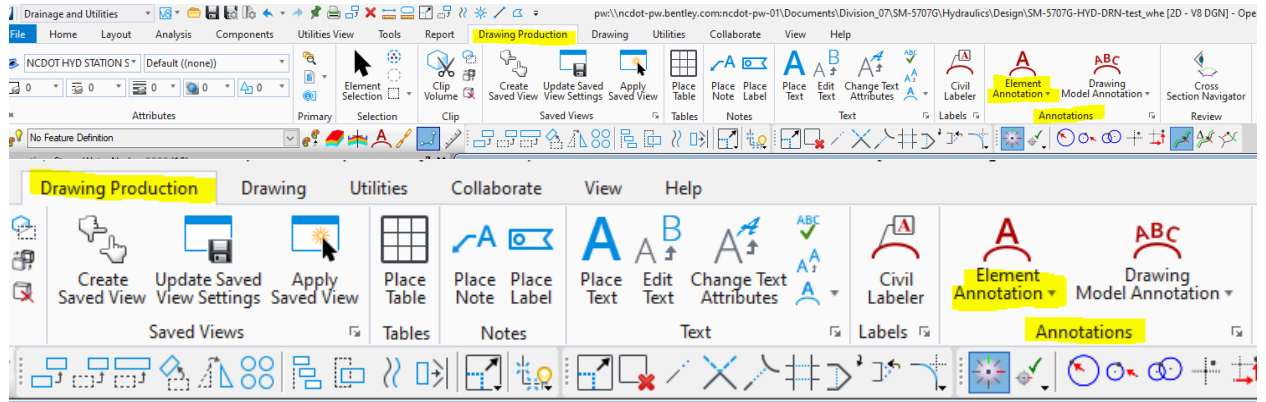 Drainage and Utilities
pw:\\ncdot-pw.bentley.com:ncdot-pw-01\Documents\Division_07\SM-5707G\Hydraulics\Design\SM-5707G-HYD-DRN-test_whe [2D - V8 DGN] - Ope
File Home Layout Analysis Components Utilities View Tools Report Drawing Production Drawing Utilities Collaborate View Help
NCDOT HYD STATION S Default ((none))
0 0 0 0 0
Element Selection
Clip Volume
Create Saved View
Update Saved View Settings
Apply Saved View
Place Table
Place Note
Place Label
Place Text
Edit Text
Change Text Attributes
Civil Labeler
Element Annotation
Drawing Model Annotation
Cross Section Navigator
Attributes Primary Selection Clip Saved Views Tables Notes Text Labels Annotations Review
No Feature Definition
Drawing Production Drawing Utilities Collaborate View Help
Create Saved View
Update Saved View Settings
Apply Saved View
Place Table
Place Note
Place Label
Place Text
Edit Text
Change Text Attributes
Civil Labeler
Element Annotation
Drawing Model Annotation
Saved Views Tables Notes Text Labels Annotations